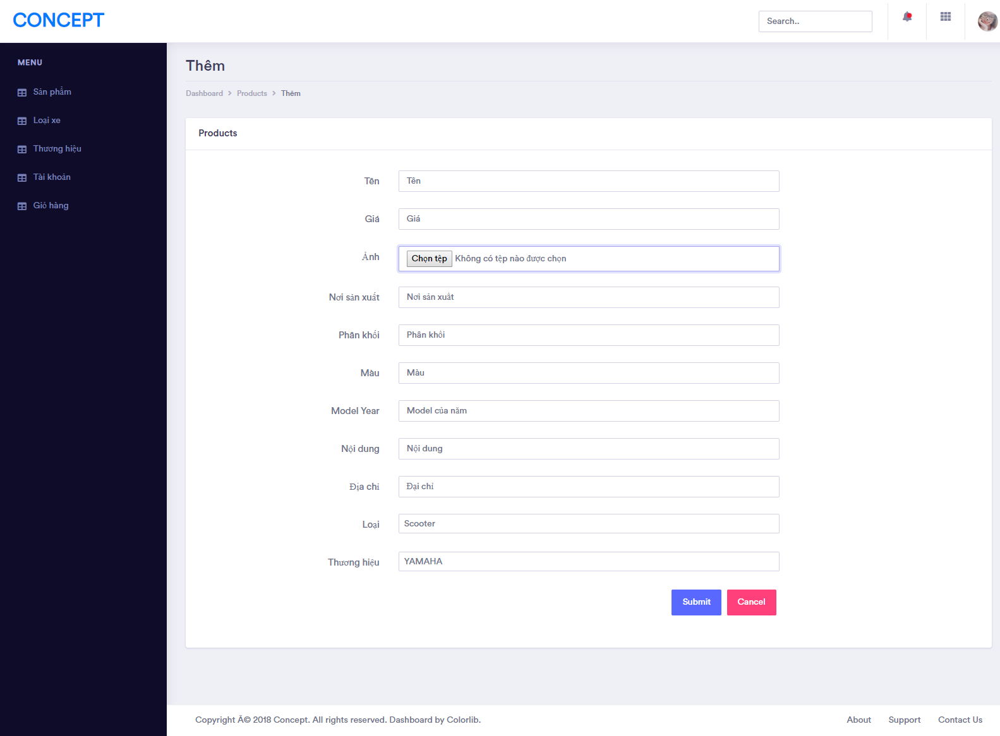 CONCEPT
Search..
MENU
Sản phẩm
Loại xe
Thương hiệu
Tài khoản
Giỏ hàng
Thêm
Dashboard > Products > Thêm
Products
Tên Tên
Giá Giá
Ảnh Chọn tệp Không có tệp nào được chọn
Nơi sản xuất Nơi sản xuất
Phân khối Phân khối
Màu Màu
Model Year Model của năm
Nội dung Nội dung
Địa chỉ Đại chỉ
Loại Scooter
Thương hiệu YAMAHA
Submit Cancel
Copyright Â© 2018 Concept. All rights reserved. Dashboard by Colorlib. About Support Contact Us